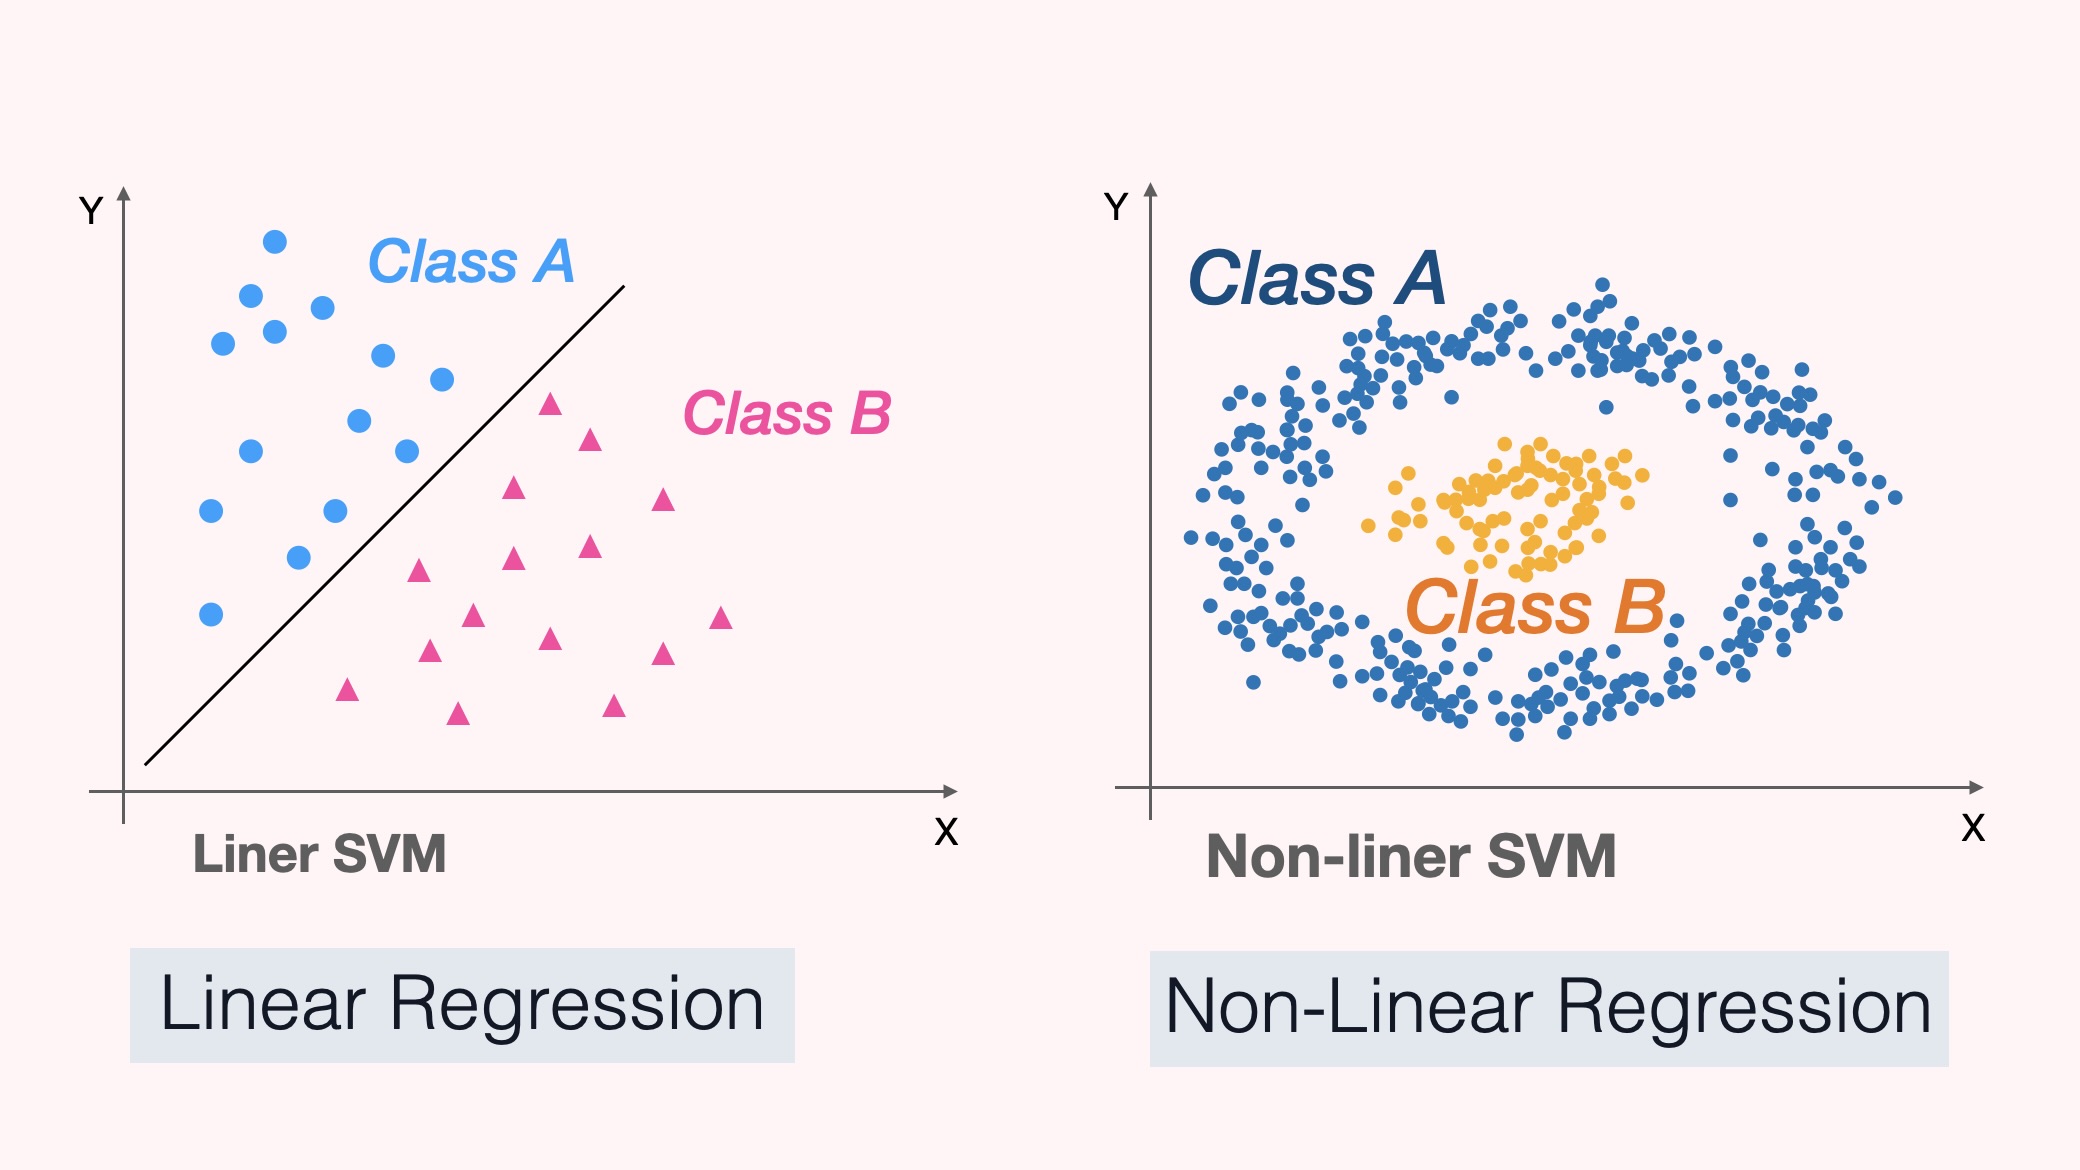 Y
Class A
Class B
X
Liner SVM
Linear Regression
Y
Class A
Class B
X
Non-liner SVM
Non-Linear Regression